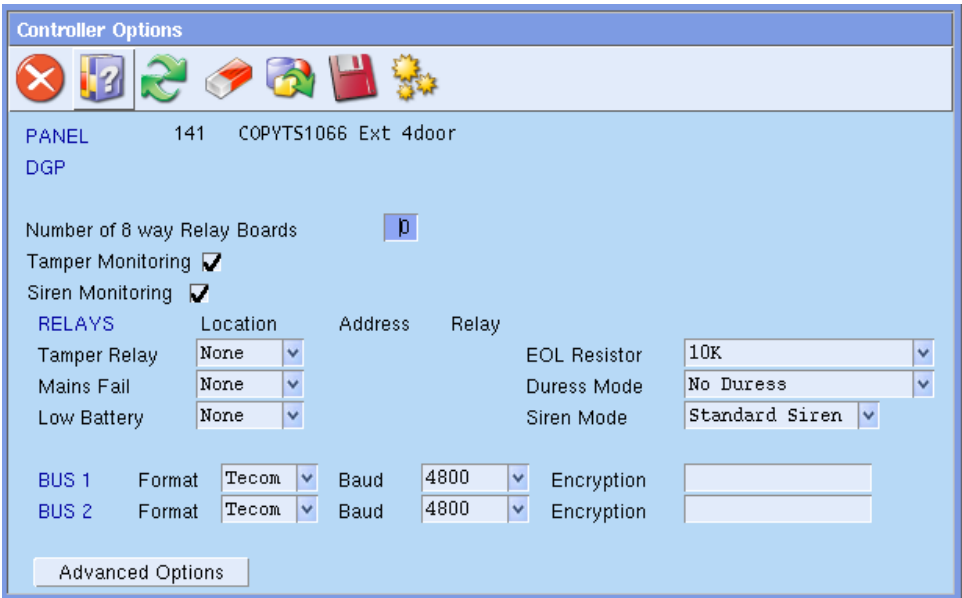 Controller Options
PANEL 141 COPYTS1066 Ext 4door
DGP
Number of 8 way Relay Boards 0
Tamper Monitoring
Siren Monitoring
RELAYS Location Address Relay
Tamper Relay None EOL Resistor 10K
Mains Fail None Duress Mode No Duress
Low Battery None Siren Mode Standard Siren
BUS 1 Format Tecom Baud 4800 Encryption
BUS 2 Format Tecom Baud 4800 Encryption
Advanced Options